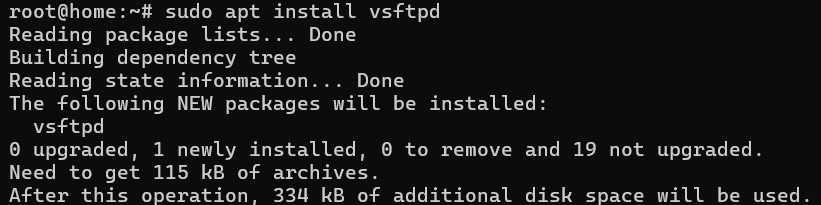 root@home:~# sudo apt install vsftpd
Reading package lists... Done
Building dependency tree
Reading state information... Done
The following NEW packages will be installed:
  vsftpd
0 upgraded, 1 newly installed, 0 to remove and 19 not upgraded.
Need to get 115 kB of archives.
After this operation, 334 kB of additional disk space will be used.